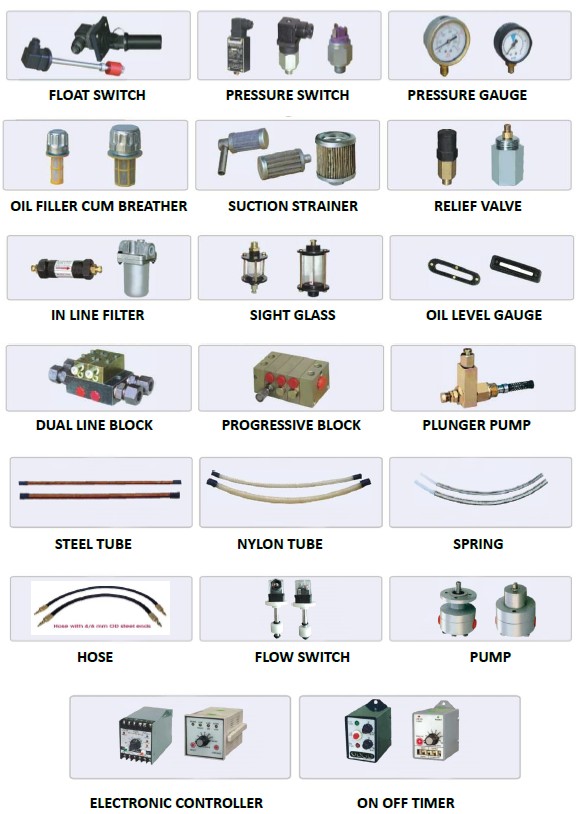 FLOAT SWITCH
PRESSURE SWITCH
PRESSURE GAUGE
OIL FILLER CUM BREATHER
SUCTION STRAINER
RELIEF VALVE
IN LINE FILTER
SIGHT GLASS
OIL LEVEL GAUGE
DUAL LINE BLOCK
PROGRESSIVE BLOCK
PLUNGER PUMP
STEEL TUBE
NYLON TUBE
SPRING
Hose with 4/6 mm OD steel ends
HOSE
FLOW SWITCH
PUMP
ELECTRONIC CONTROLLER
ON OFF TIMER